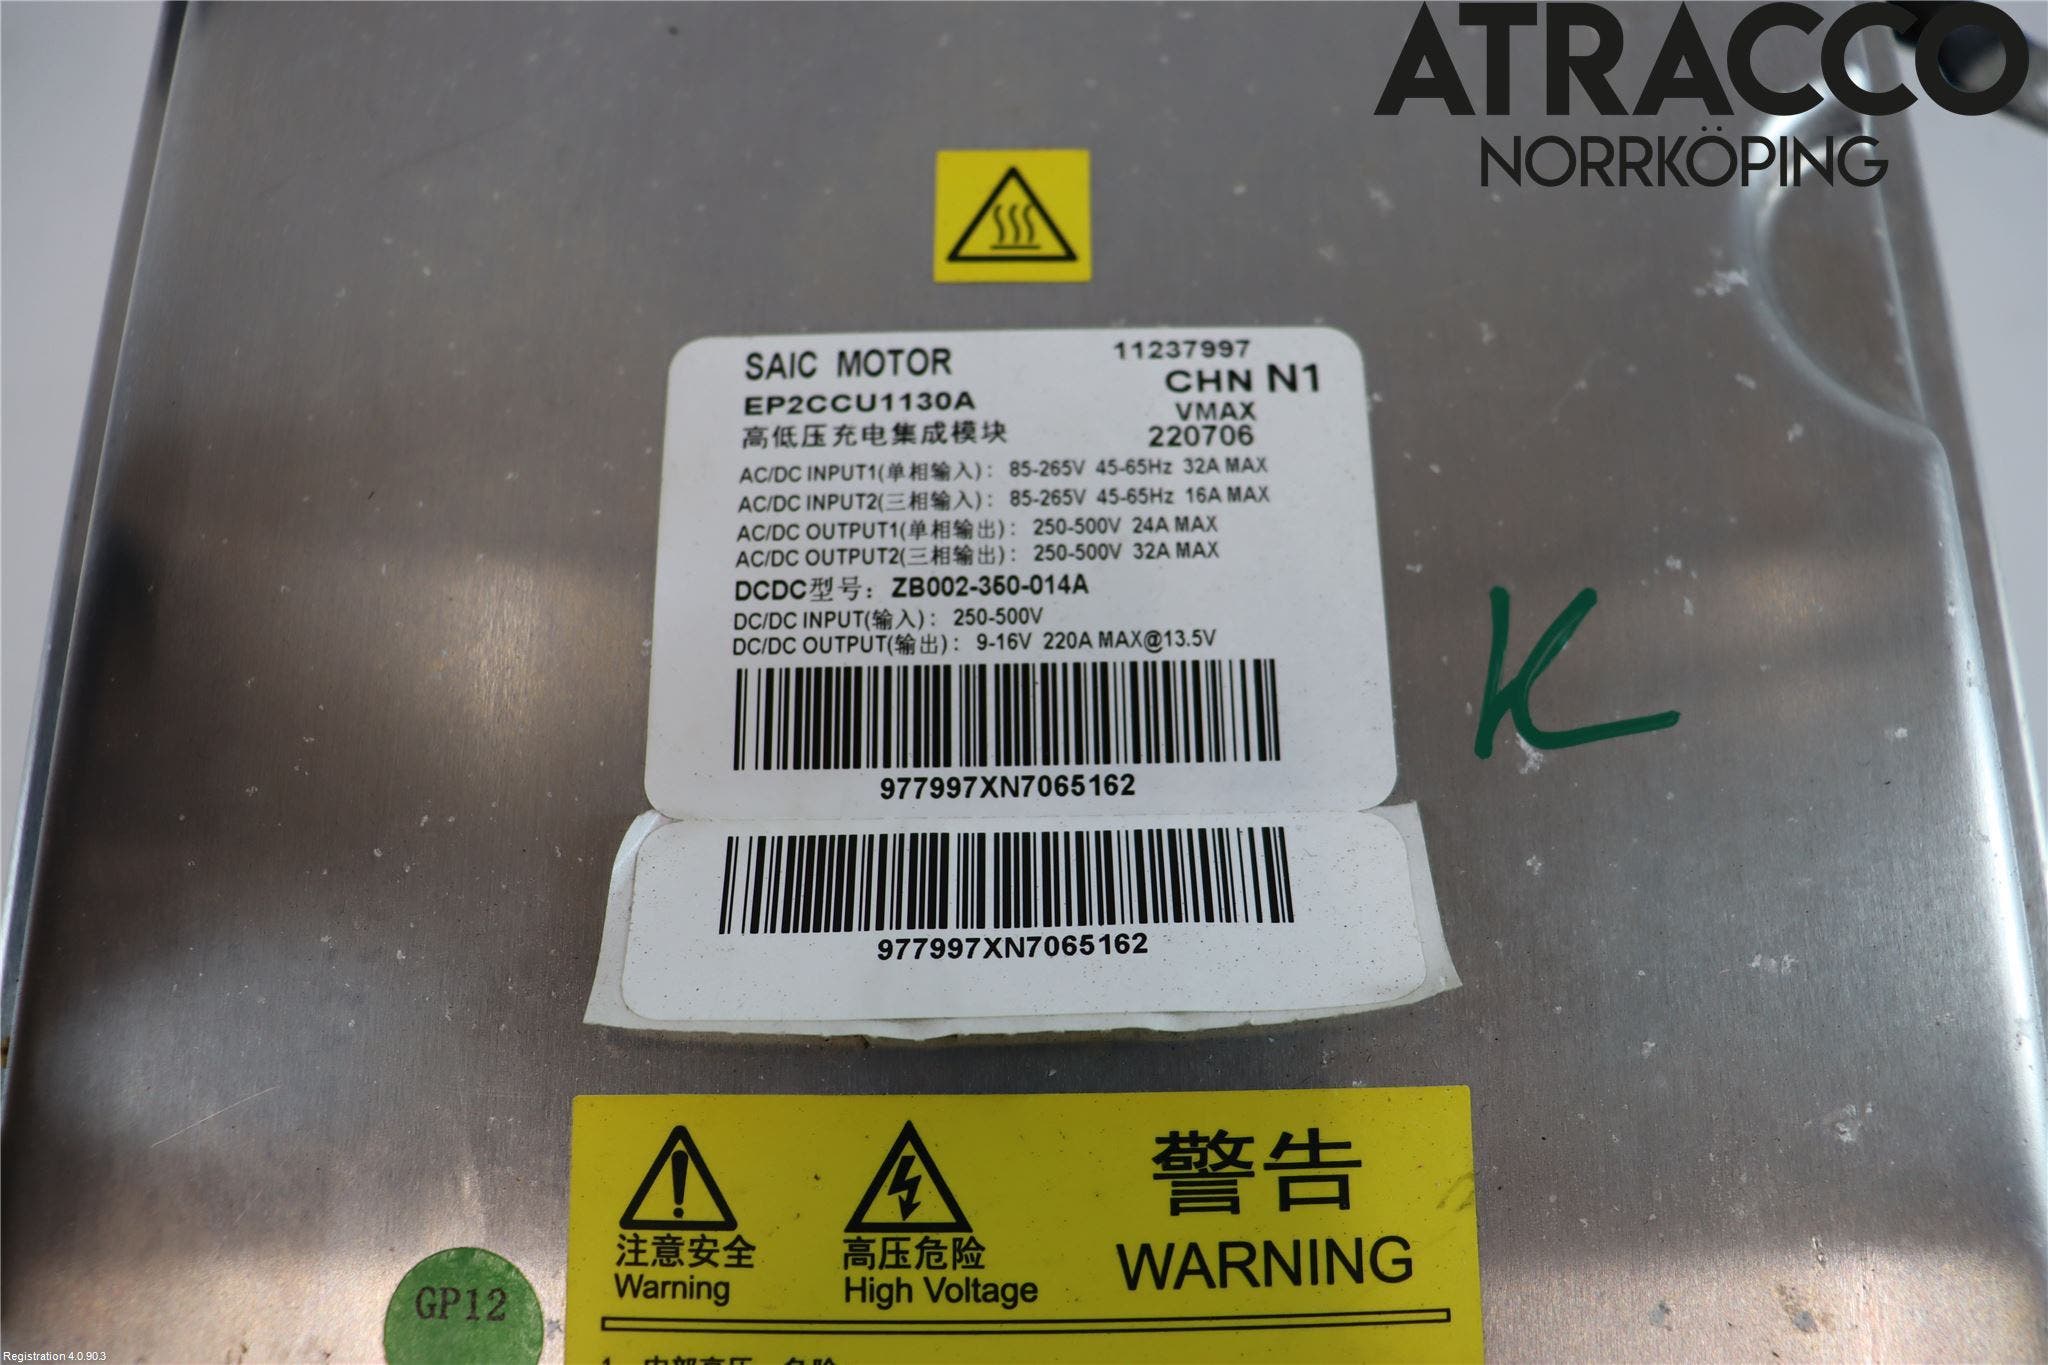 ATRACCO
NORRKÖPING
SAIC MOTOR 11237997
EP2CCU1130A CHN N1
VMAX
高低压充电集成模块 220706
AC/DC INPUT1(单相输入): 85-265V 45-65Hz 32A MAX
AC/DC INPUT2(三相输入): 85-265V 45-65Hz 16A MAX
AC/DC OUTPUT1(单相输出): 250-500V 24A MAX
AC/DC OUTPUT2(三相输出): 250-500V 32A MAX
DCDC型号: ZB002-350-014A
DC/DC INPUT(输入): 250-500V
DC/DC OUTPUT(输出): 9-16V 220A MAX@13.5V
977997XN7065162
K
977997XN7065162
警告
WARNING
注意安全
Warning
高压危险
High Voltage
GP12
Registration 4.0.90.3